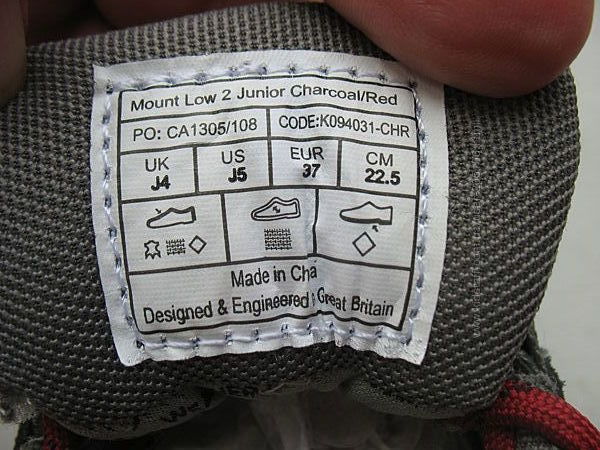 Mount Low 2 Junior Charcoal/Red
PO: CA1305/108 CODE:K094031-CHR
UK US EUR CM
J4 J5 37 22.5
Made in Cha
Designed & Engineered Great Britain